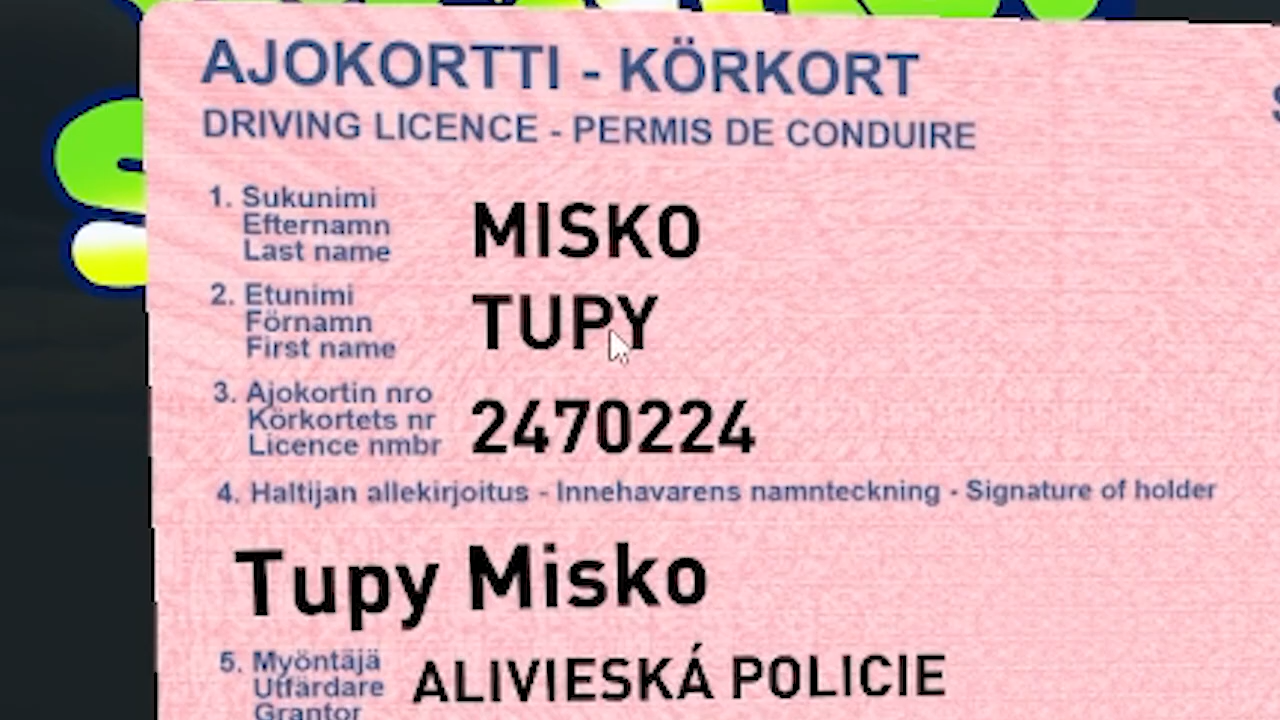 AJOKORTTI - KÖRKORT
DRIVING LICENCE - PERMIS DE CONDUIRE
1. Sukunimi
Efternamn
Last name
MISKO
2. Etunimi
Förnamn
First name
TUPY
3. Ajokortin nro
Körkortets nr
Licence nmbr
2470224
4. Haltijan allekirjoitus - Innehavarens namnteckning - Signature of holder
Tupy Misko
5. Myöntäjä
Utfärdare
Grantor
ALIVIESKÁ POLICIE